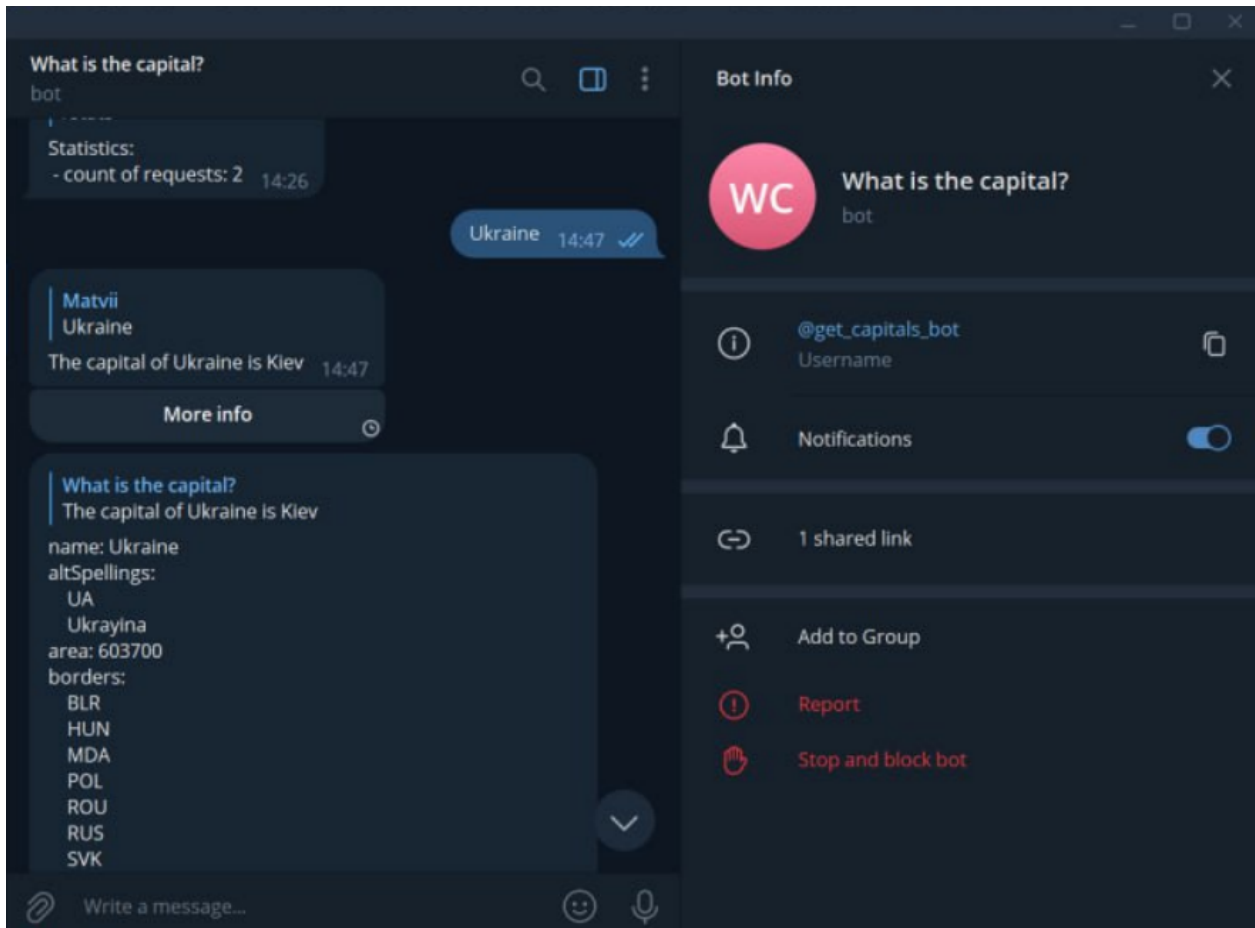 What is the capital?
bot
Statistics:
- count of requests: 2 14:26
Ukraine 14:47
Matvii
Ukraine
The capital of Ukraine is Kiev 14:47
More info
What is the capital?
The capital of Ukraine is Kiev
name: Ukraine
altSpellings:
UA
Ukrayina
area: 603700
borders:
BLR
HUN
MDA
POL
ROU
RUS
SVK
Write a message...
Bot Info
WC
What is the capital?
bot
@get_capitals_bot
Username
Notifications
1 shared link
Add to Group
Report
Stop and block bot